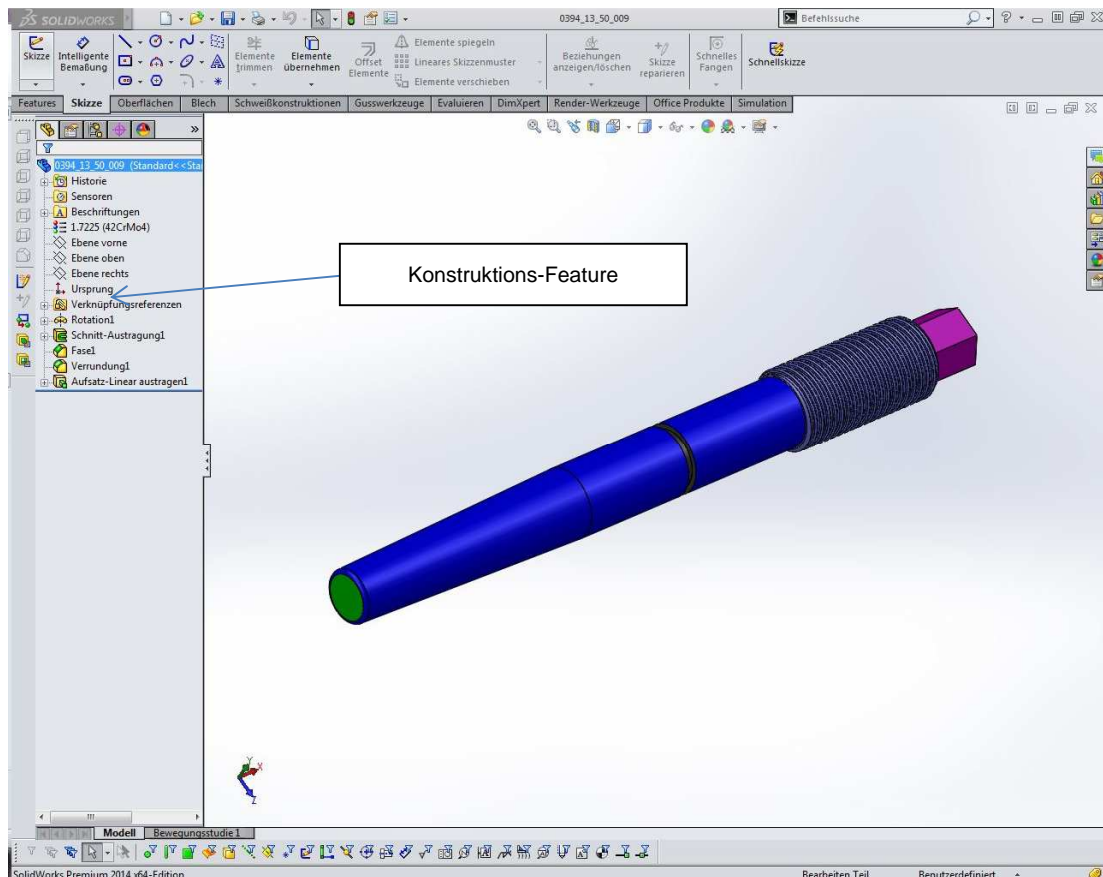 SOLIDWORKS
0394_13_50_009
Befehlssuche
Skizze
Intelligente Bemaßung
Elemente trimmen
Elemente übernehmen
Offset Elemente
Elemente spiegeln
Lineares Skizzenmuster
Elemente verschieben
Beziehungen anzeigen/löschen
Skizze reparieren
Schnelles Fangen
Schnellskizze
Features Skizze Oberflächen Blech Schweißkonstruktionen Gusswerkzeuge Evaluieren DimXpert Render-Werkzeuge Office Produkte Simulation
0394_13_50_009 (Standard<<Sta
Historie
Sensoren
Beschriftungen
1.7225 (42CrMo4)
Ebene vorne
Ebene oben
Ebene rechts
Ursprung
Verknüpfungsreferenzen
Rotation1
Schnitt-Austragung1
Fase1
Verrundung1
Aufsatz-Linear austragen1
Konstruktions-Feature
Y
X
Z
Modell Bewegungsstudie 1
SolidWorks Premium 2014 x64-Edition Bearbeiten Teil Benutzerdefiniert